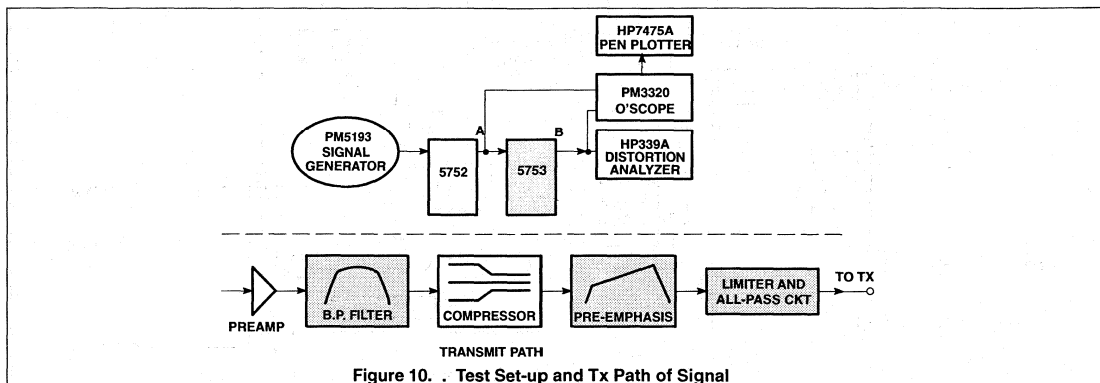 HP7475A
PEN PLOTTER
PM3320
O'SCOPE
A
B
PM5193
SIGNAL
GENERATOR
5752
5753
HP339A
DISTORTION
ANALYZER
PREAMP
B.P. FILTER
COMPRESSOR
PRE-EMPHASIS
LIMITER AND
ALL-PASS CKT
TO TX
TRANSMIT PATH
Figure 10. . Test Set-up and Tx Path of Signal